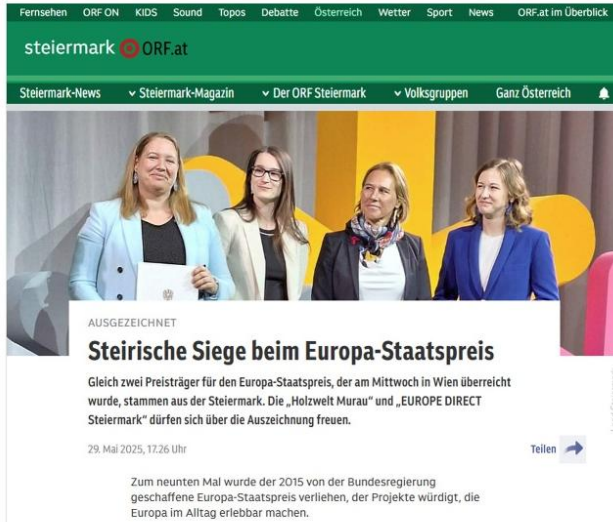 Fernsehen ORF ON KIDS Sound Topos Debatte Österreich Wetter Sport News ORF.at im Überblick
steiermark ORF.at
Steiermark-News Steiermark-Magazin Der ORF Steiermark Volksgruppen Ganz Österreich
AUSGEZEICHNET
Steirische Siege beim Europa-Staatspreis
Gleich zwei Preisträger für den Europa-Staatspreis, der am Mittwoch in Wien überreicht
wurde, stammen aus der Steiermark. Die „Holzwelt Murau“ und „EUROPE DIRECT
Steiermark“ dürfen sich über die Auszeichnung freuen.
29. Mai 2025, 17.26 Uhr
Teilen
Zum neunten Mal wurde der 2015 von der Bundesregierung
geschaffene Europa-Staatspreis verliehen, der Projekte würdigt, die
Europa im Alltag erlebbar machen.